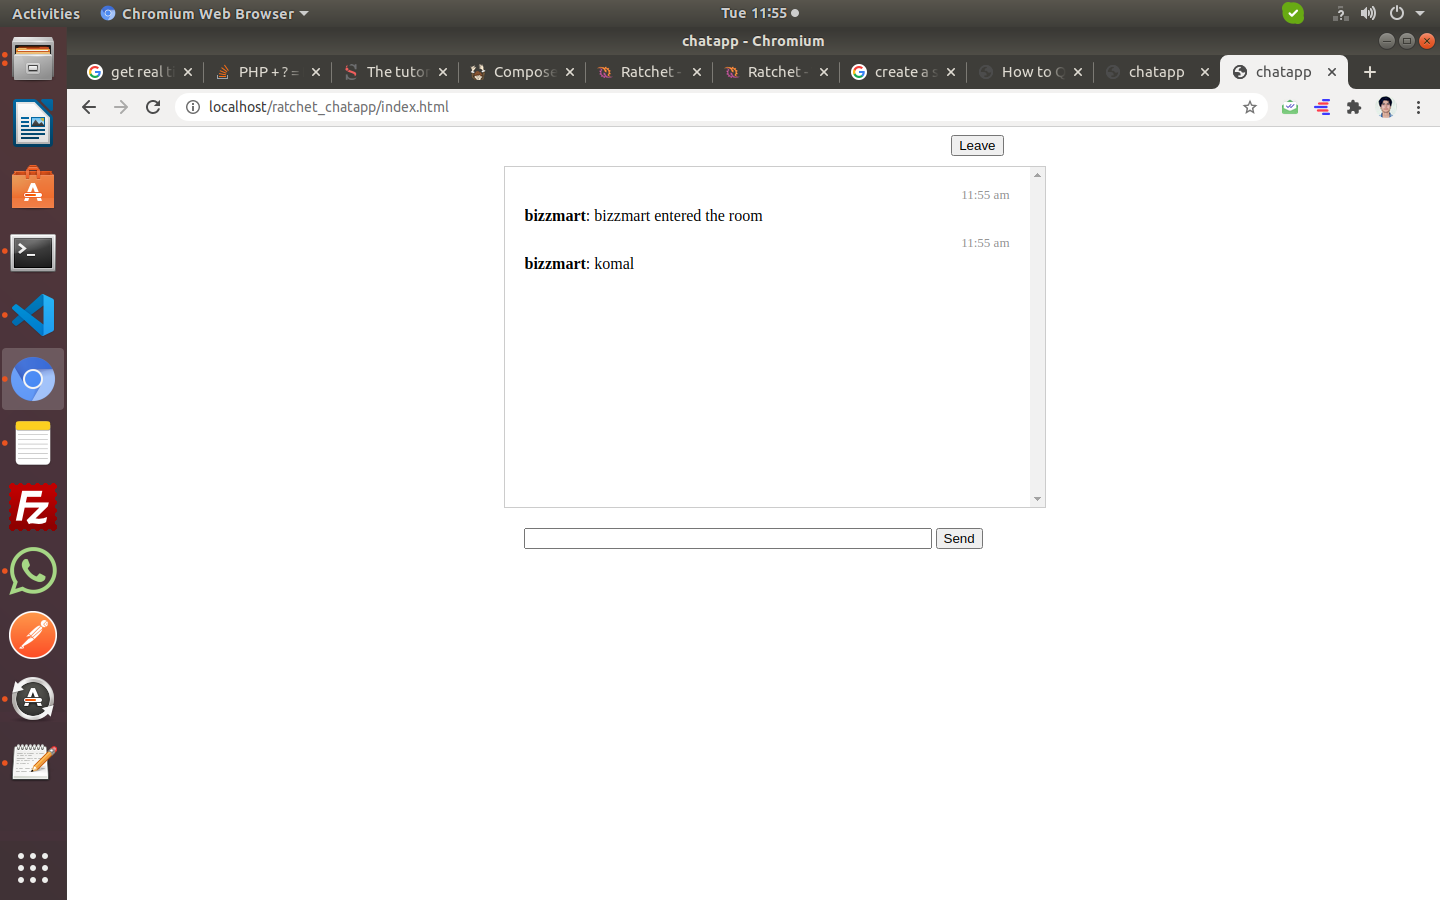 Activities Chromium Web Browser Tue 11:55
chatapp - Chromium
get real ti PHP + ? = The tutor Compose Ratchet - Ratchet - create a s How to Q chatapp chatapp
localhost/ratchet_chatapp/index.html
Leave
11:55 am
bizzmart: bizzmart entered the room
11:55 am
bizzmart: komal
Send